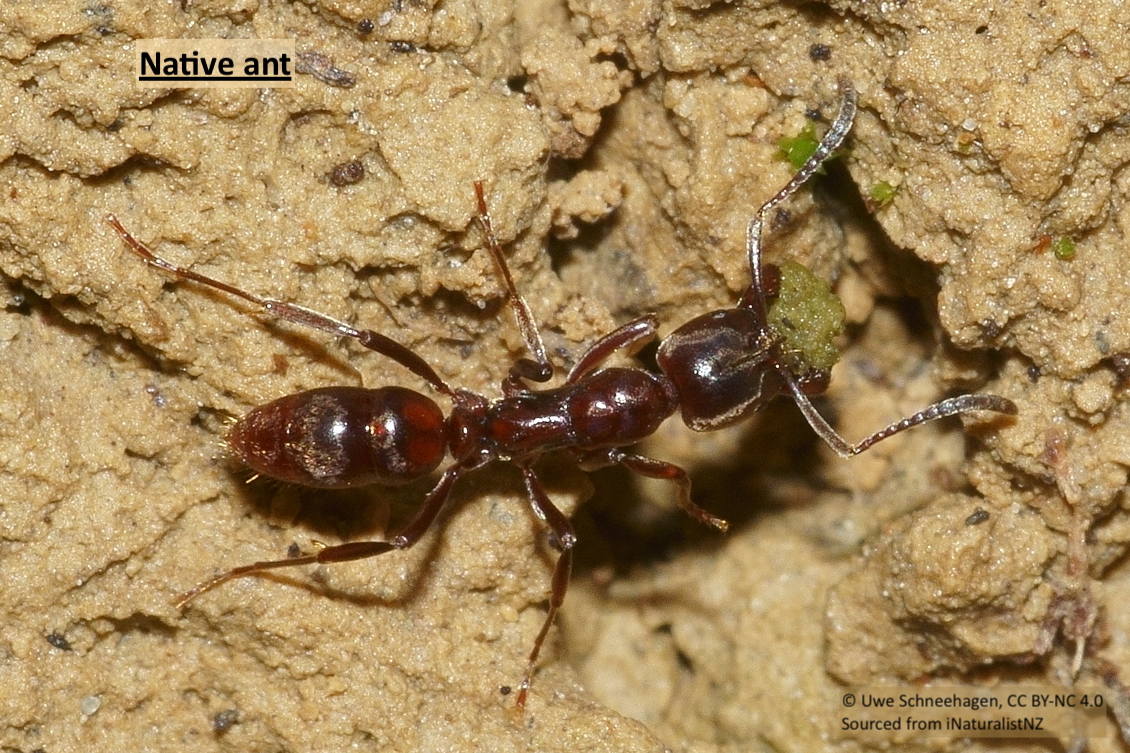 Native ant
© Uwe Schneehagen, CC BY-NC 4.0
Sourced from iNaturalistNZ